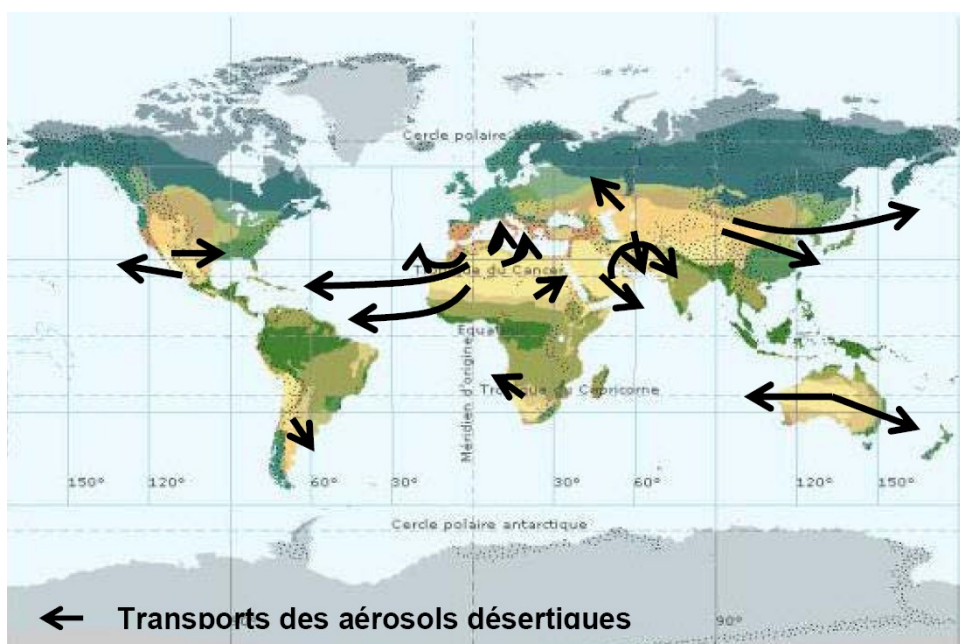 Cercle polaire
Tropique du Cancer
Equateur
Méridien d'origine
Tropique du Capricorne
150° 120° 60° 30° 30° 60° 120° 150°
Cercle polaire antarctique
90°
Transports des aérosols désertiques